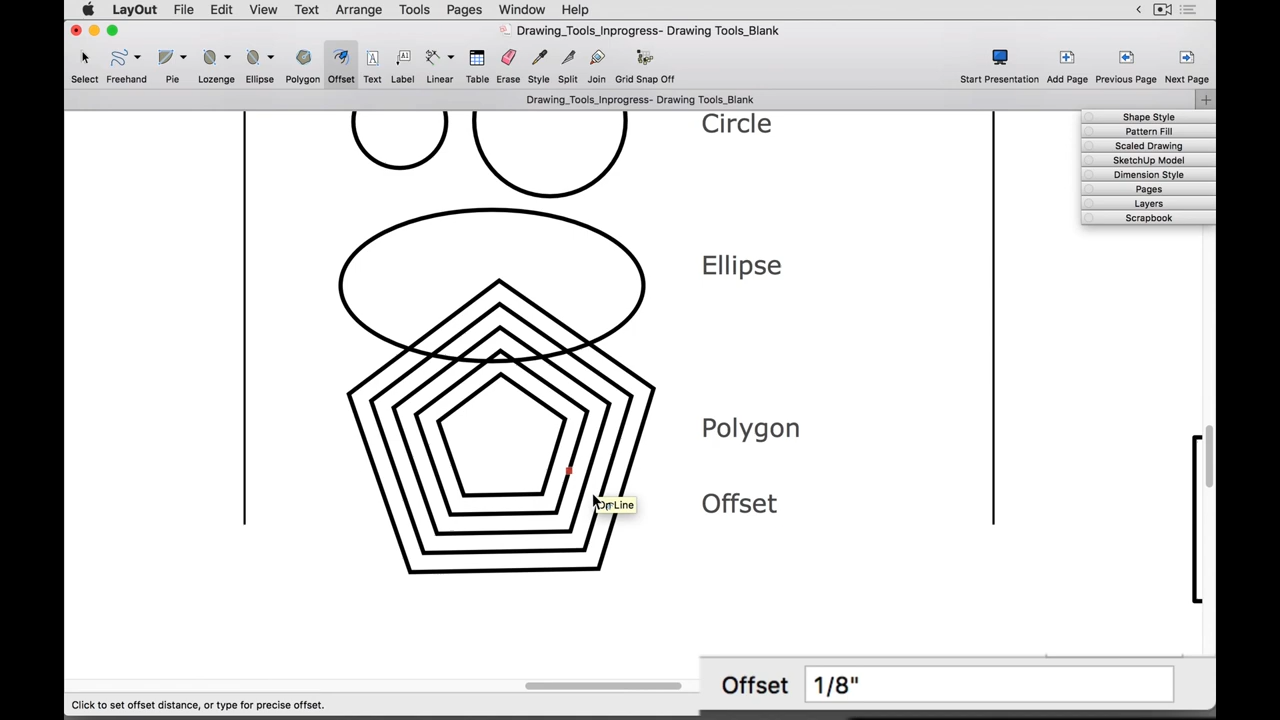 LayOut File Edit View Text Arrange Tools Pages Window Help
Drawing_Tools_Inprogress- Drawing Tools_Blank
Select Freehand Pie Lozenge Ellipse Polygon Offset Text Label Linear Table Erase Style Split Join Grid Snap Off Start Presentation Add Page Previous Page Next Page
Drawing_Tools_Inprogress- Drawing Tools_Blank
Shape Style
Pattern Fill
Scaled Drawing
SketchUp Model
Dimension Style
Pages
Layers
Scrapbook
Circle
Ellipse
Polygon
Offset
On Line
Offset 1/8"
Click to set offset distance, or type for precise offset.